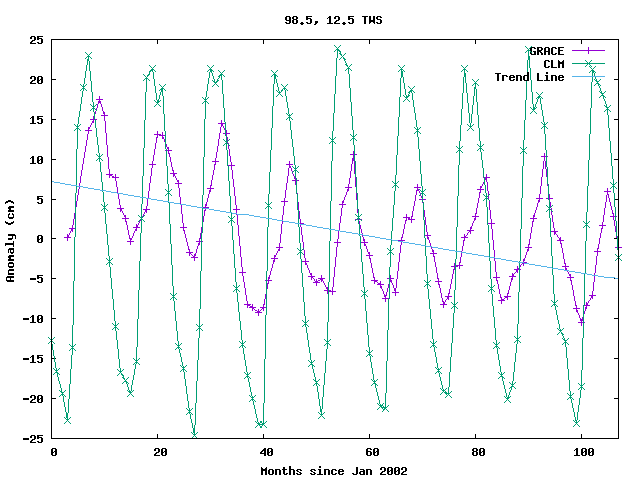 98.5, 12.5 TWS
GRACE
CLM
Trend Line
25
20
15
10
5
0
-5
-10
-15
-20
-25
Anomaly (cm)
0 20 40 60 80 100
Months since Jan 2002